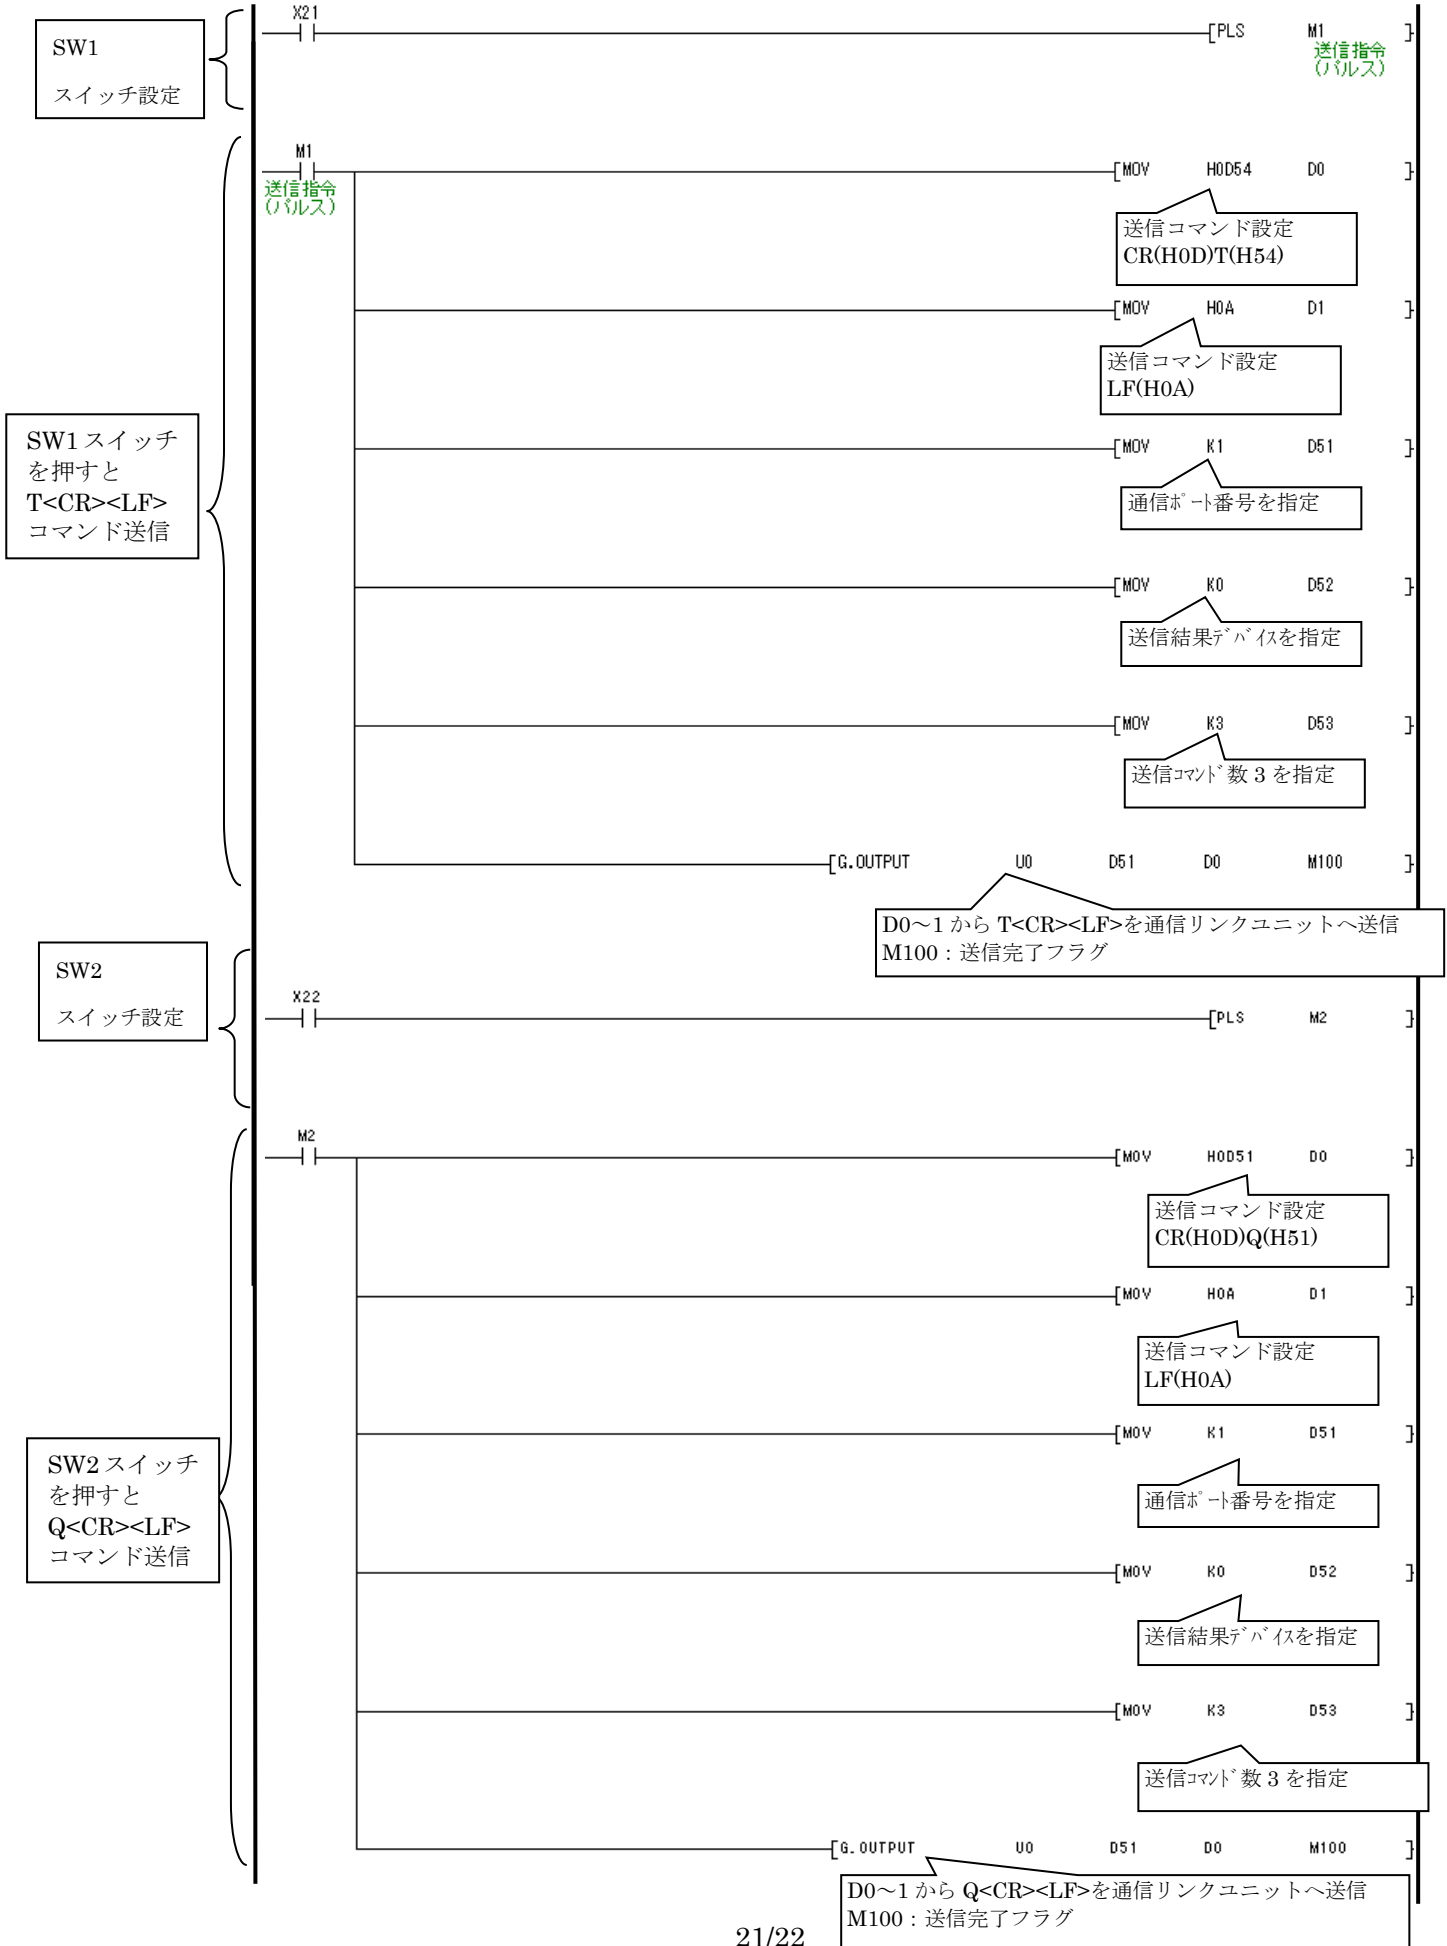 X21
SW1
スイッチ設定
[PLS M1 ]
送信指令
(パルス)
M1
送信指令
(パルス)
[MOV H0D54 D0 ]
送信コマンド設定
CR(H0D)T(H54)
[MOV H0A D1 ]
送信コマンド設定
LF(H0A)
SW1スイッチ
を押すと
T<CR><LF>
コマンド送信
[MOV K1 D51 ]
通信ﾎﾟｰﾄ番号を指定
[MOV K0 D52 ]
送信結果ﾃﾞﾊﾞｲｽを指定
[MOV K3 D53 ]
送信ｺﾏﾝﾄﾞ数 3 を指定
[G.OUTPUT U0 D51 D0 M100 ]
D0～1 から T<CR><LF>を通信リンクユニットへ送信
M100：送信完了フラグ
SW2
スイッチ設定
X22
[PLS M2 ]
M2
[MOV H0D51 D0 ]
送信コマンド設定
CR(H0D)Q(H51)
[MOV H0A D1 ]
送信コマンド設定
LF(H0A)
[MOV K1 D51 ]
通信ﾎﾟｰﾄ番号を指定
SW2スイッチ
を押すと
Q<CR><LF>
コマンド送信
[MOV K0 D52 ]
送信結果ﾃﾞﾊﾞｲｽを指定
[MOV K3 D53 ]
送信ｺﾏﾝﾄﾞ数 3 を指定
[G.OUTPUT U0 D51 D0 M100 ]
D0～1 から Q<CR><LF>を通信リンクユニットへ送信
M100：送信完了フラグ
21/22